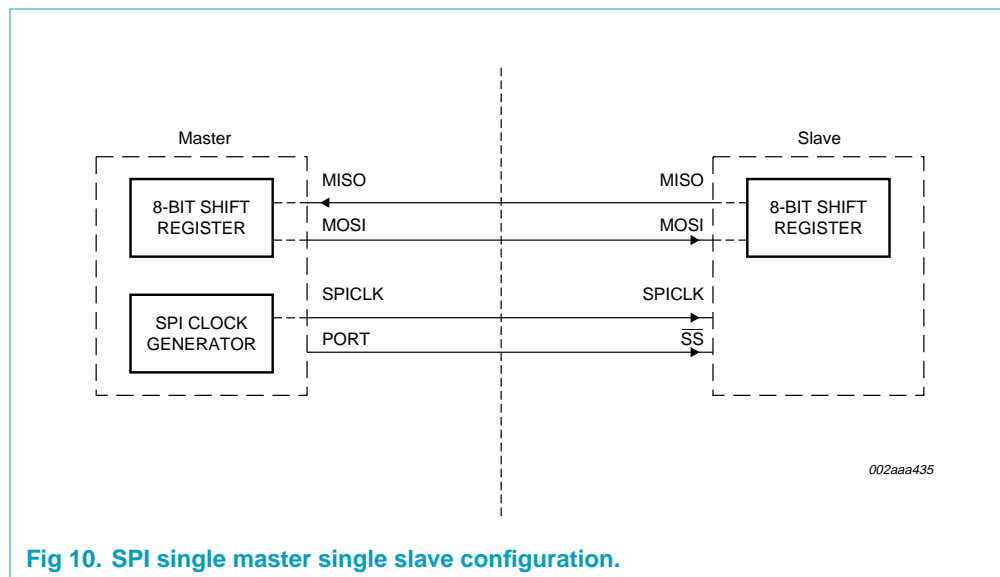 Master
Slave
8-BIT SHIFT
REGISTER
MISO
MISO
8-BIT SHIFT
REGISTER
MOSI
MOSI
SPI CLOCK
GENERATOR
SPICLK
SPICLK
PORT
S̅S̅
002aaa435
Fig 10. SPI single master single slave configuration.